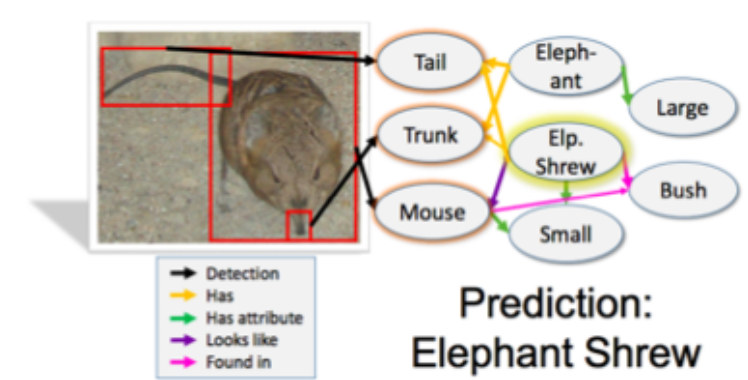 Tail
Eleph-
ant
Large
Trunk
Elp.
Shrew
Bush
Mouse
Small
Detection
Has
Has attribute
Looks like
Found in
Prediction:
Elephant Shrew